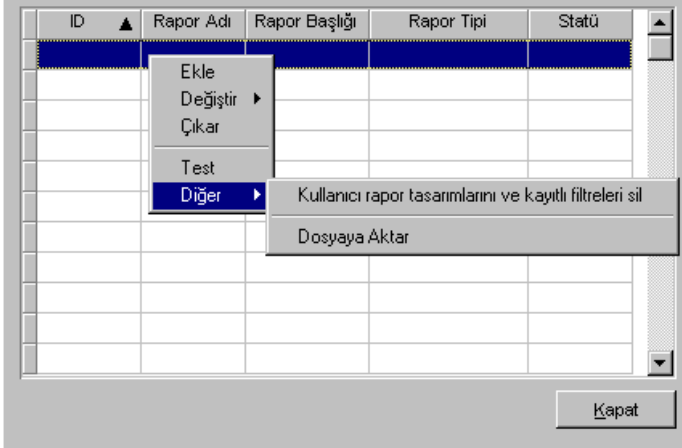 ID Rapor Adı Rapor Başlığı Rapor Tipi Statü
Ekle
Değiştir
Çıkar
Test
Diğer
Kullanıcı rapor tasarımlarını ve kayıtlı filtreleri sil
Dosyaya Aktar
Kapat